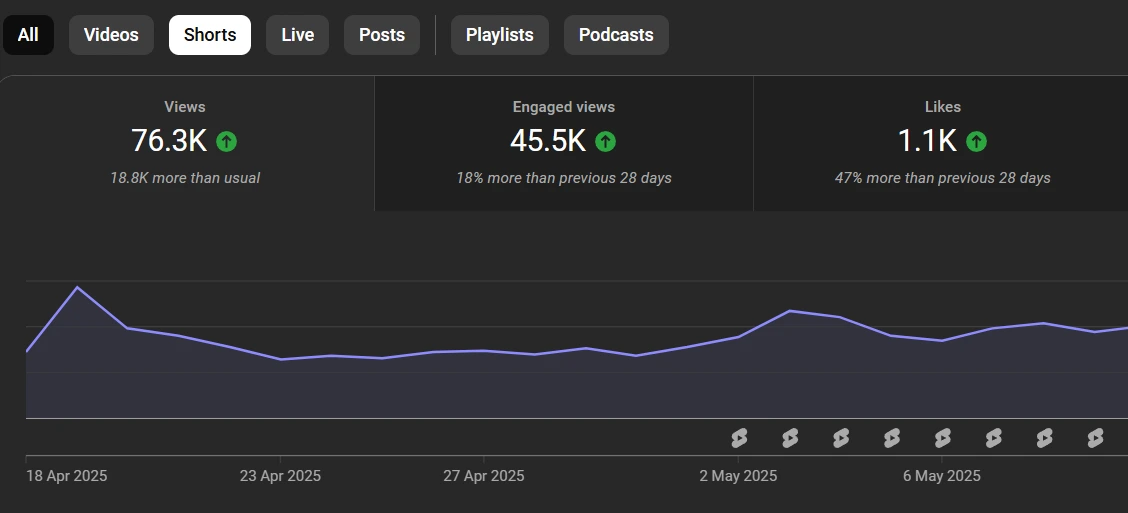 All Videos Shorts Live Posts Playlists Podcasts
Views Engaged views Likes
76.3K 45.5K 1.1K
18.8K more than usual 18% more than previous 28 days 47% more than previous 28 days
18 Apr 2025 23 Apr 2025 27 Apr 2025 2 May 2025 6 May 2025